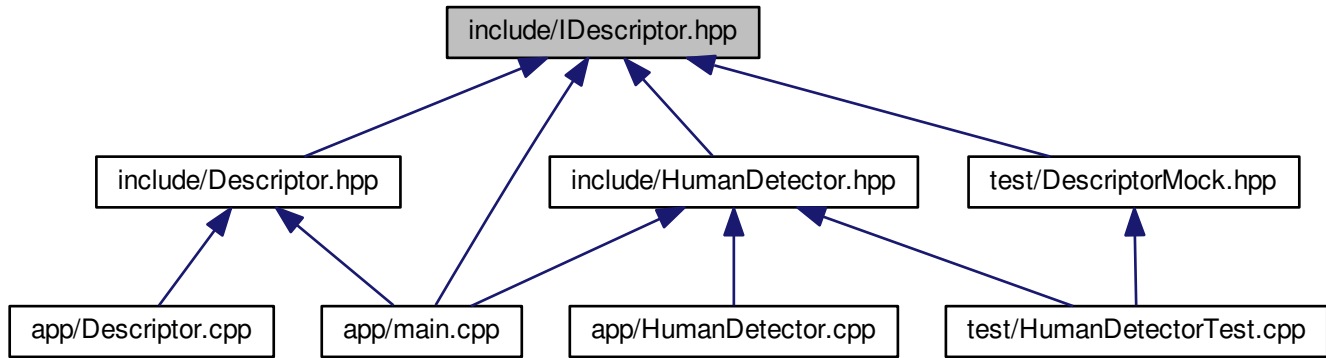 include/IDescriptor.hpp
include/Descriptor.hpp
include/HumanDetector.hpp
test/DescriptorMock.hpp
app/Descriptor.cpp
app/main.cpp
app/HumanDetector.cpp
test/HumanDetectorTest.cpp